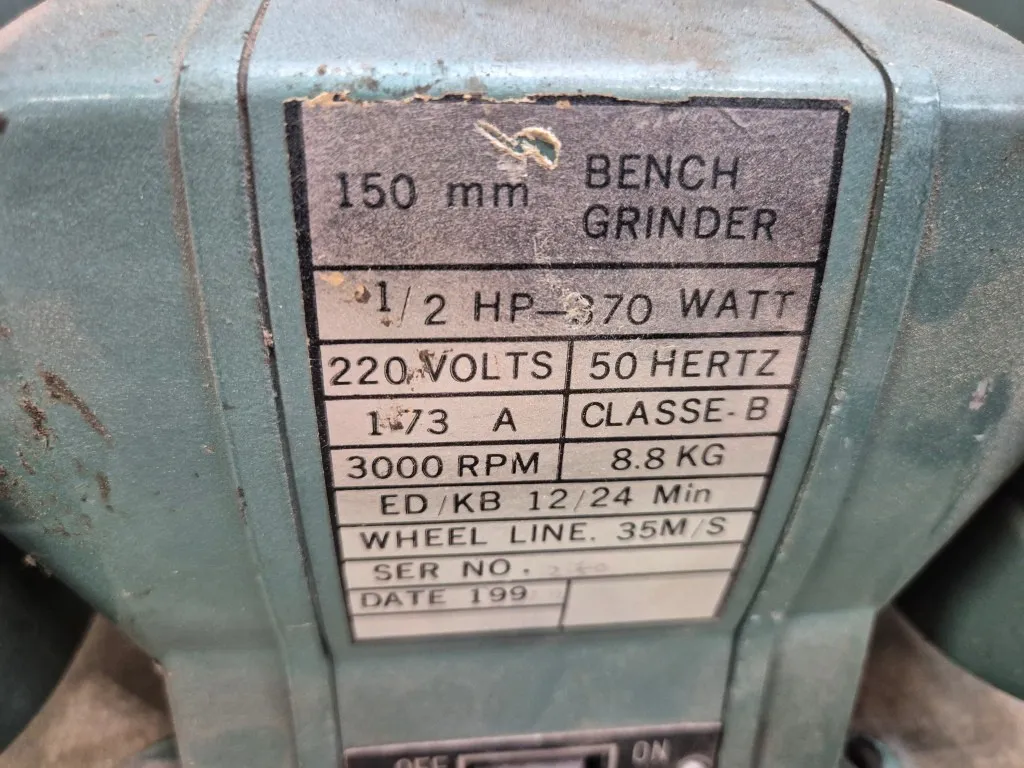 150 mm BENCH
GRINDER
1/2 HP—370 WATT
220 VOLTS 50 HERTZ
1.73 A CLASSE-B
3000 RPM 8.8 KG
ED/KB 12/24 Min
WHEEL LINE. 35M/S
SER NO.
DATE 199
OFF ON